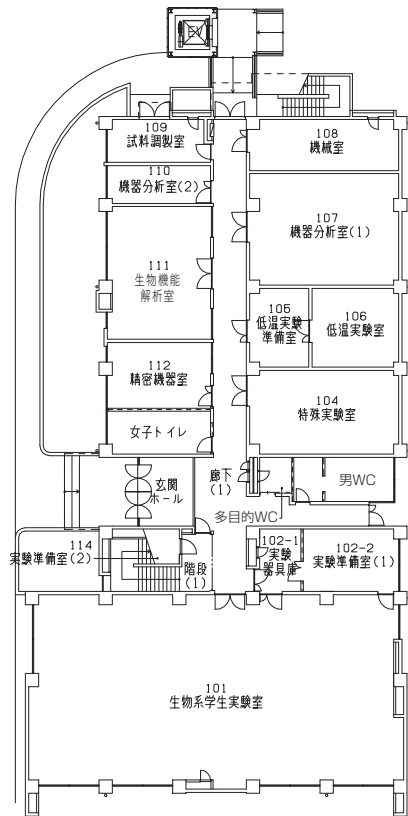 EV
109
試料調製室
110
機器分析室(2)
111
生物機能
解析室
112
精密機器室
女子トイレ
108
機械室
107
機器分析室(1)
105
低温実験
準備室
106
低温実験室
104
特殊実験室
玄関
ホール
廊下
(1)
男WC
多目的WC
114
実験準備室(2)
階段
(1)
102-1
実験
器具庫
102-2
実験準備室(1)
101
生物系学生実験室